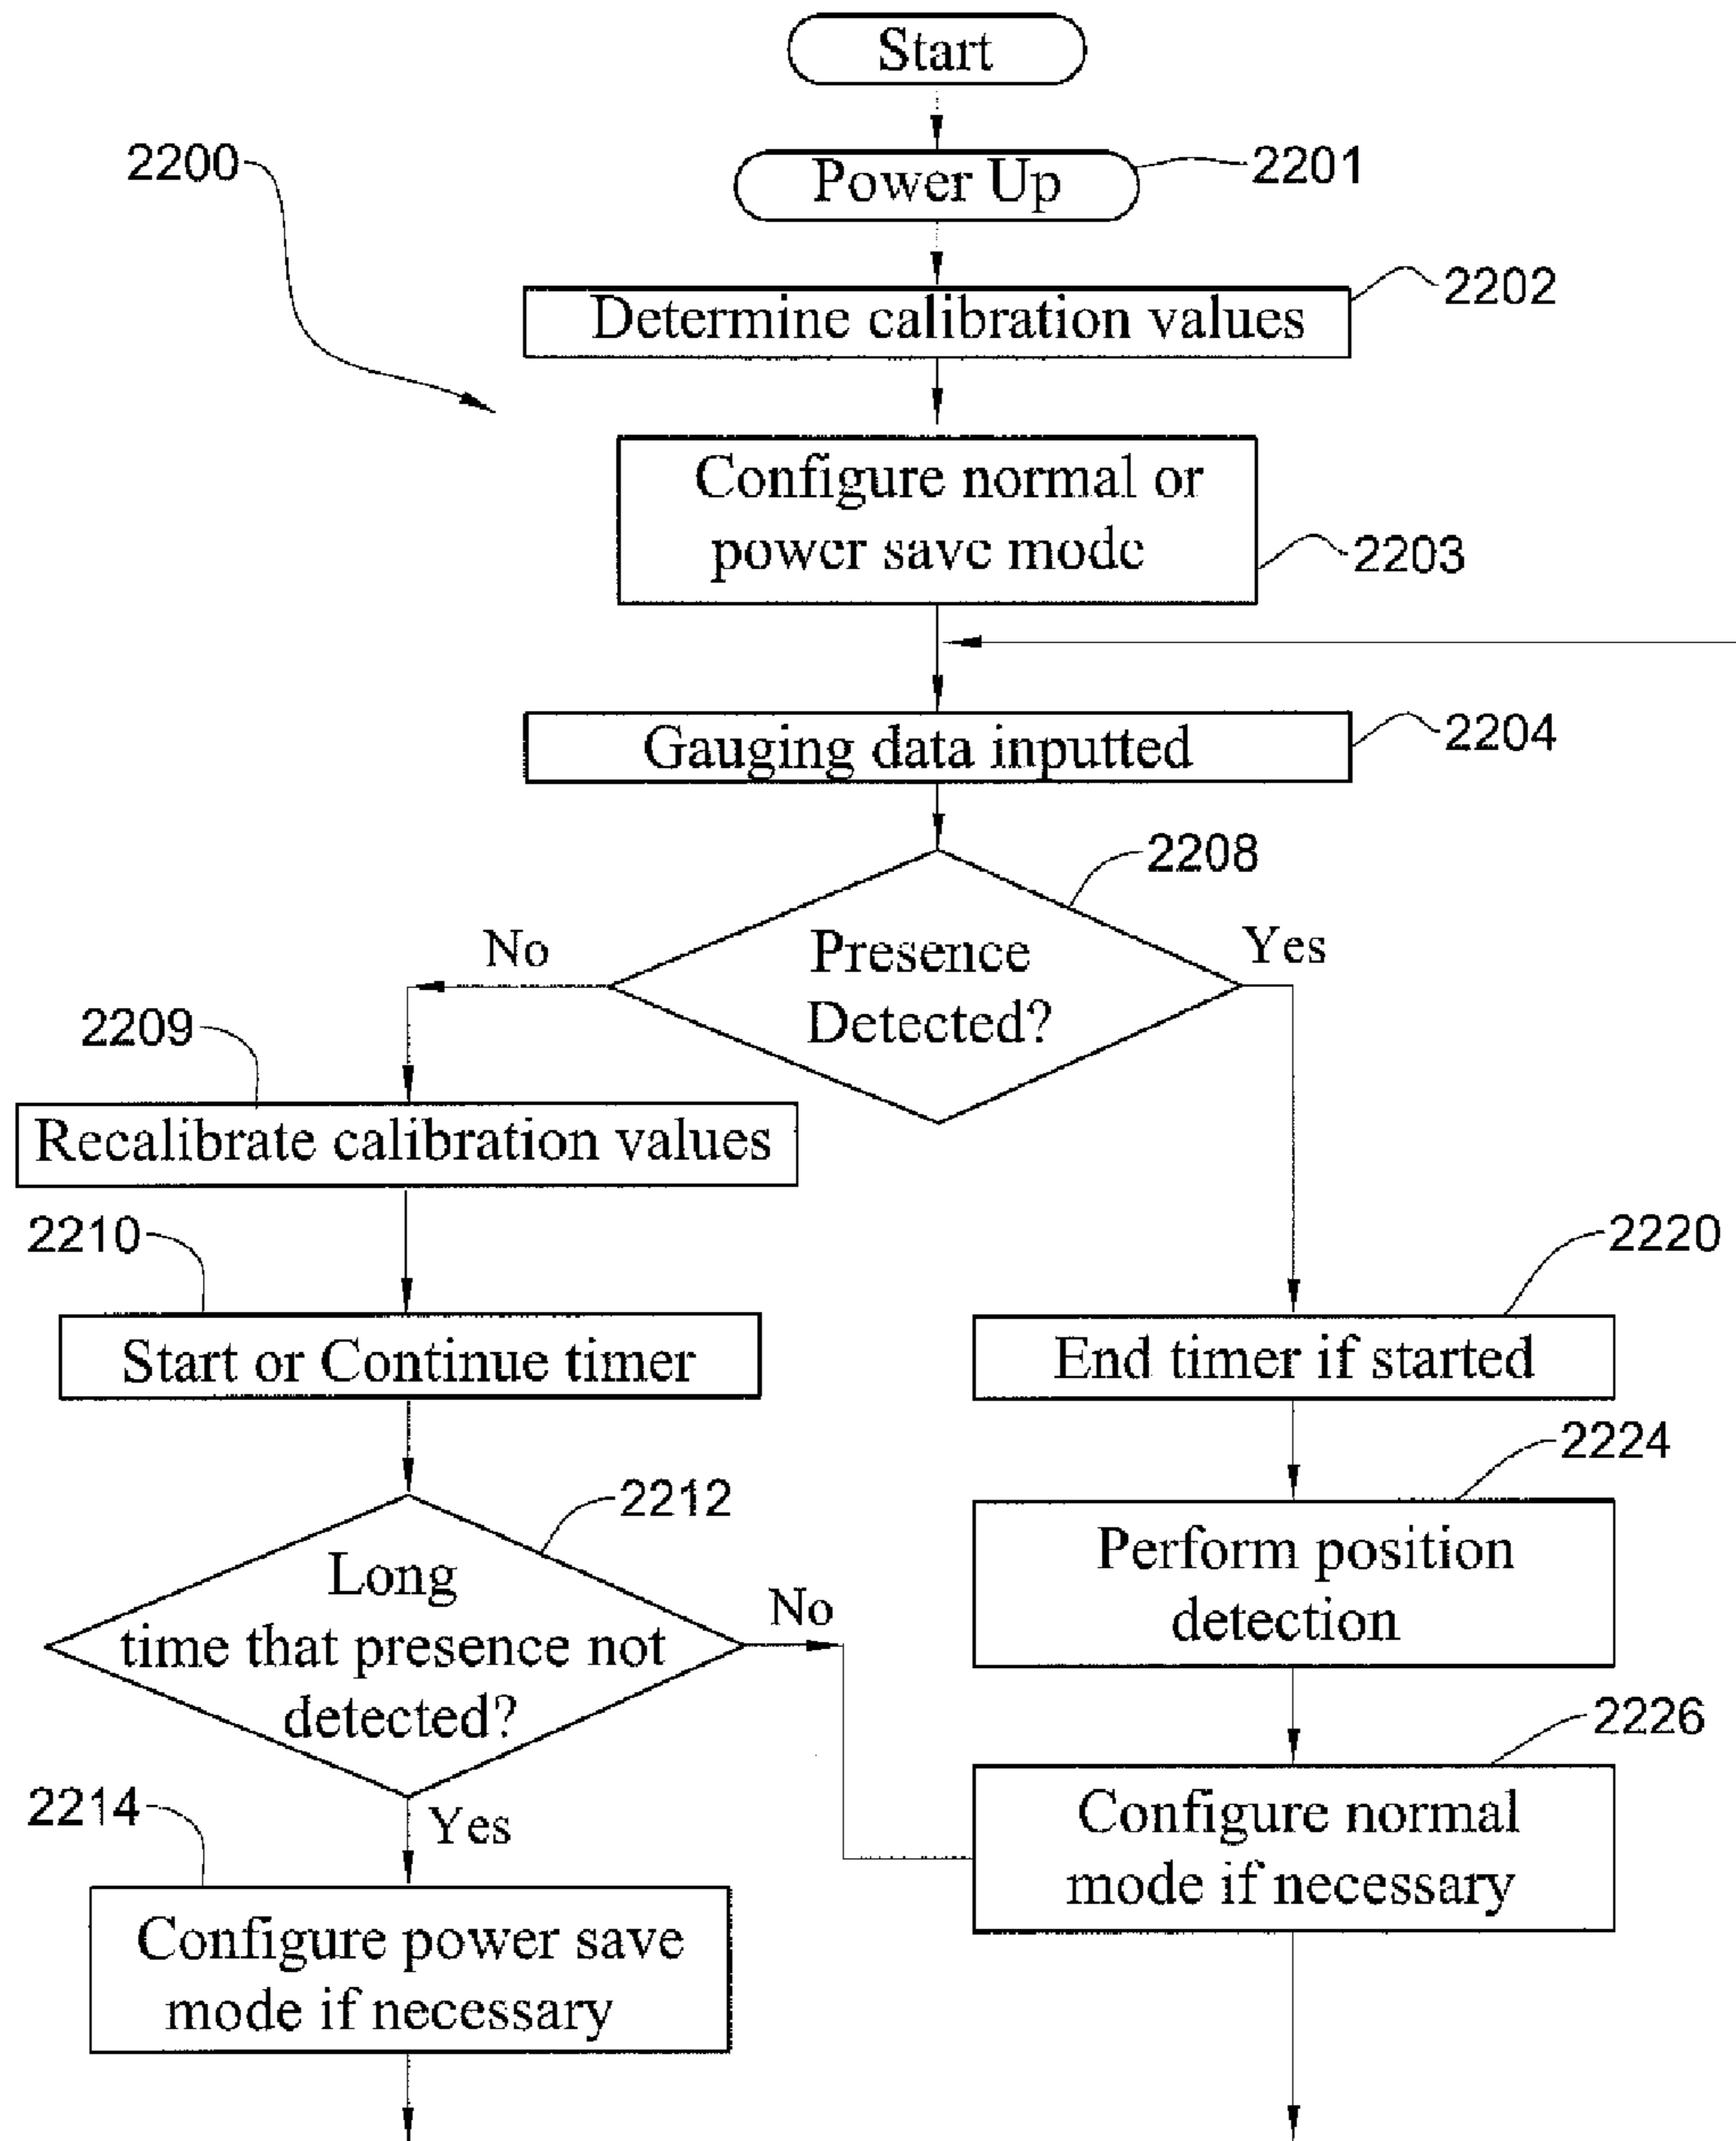 Start
2200
Power Up
2201
Determine calibration values
2202
Configure normal or
power save mode
2203
Gauging data inputted
2204
2208
Presence
Detected?
No
Yes
2209
Recalibrate calibration values
2210
Start or Continue timer
2220
End timer if started
2212
Long
time that presence not
detected?
No
2224
Perform position
detection
2226
Configure normal
mode if necessary
2214
Yes
Configure power save
mode if necessary